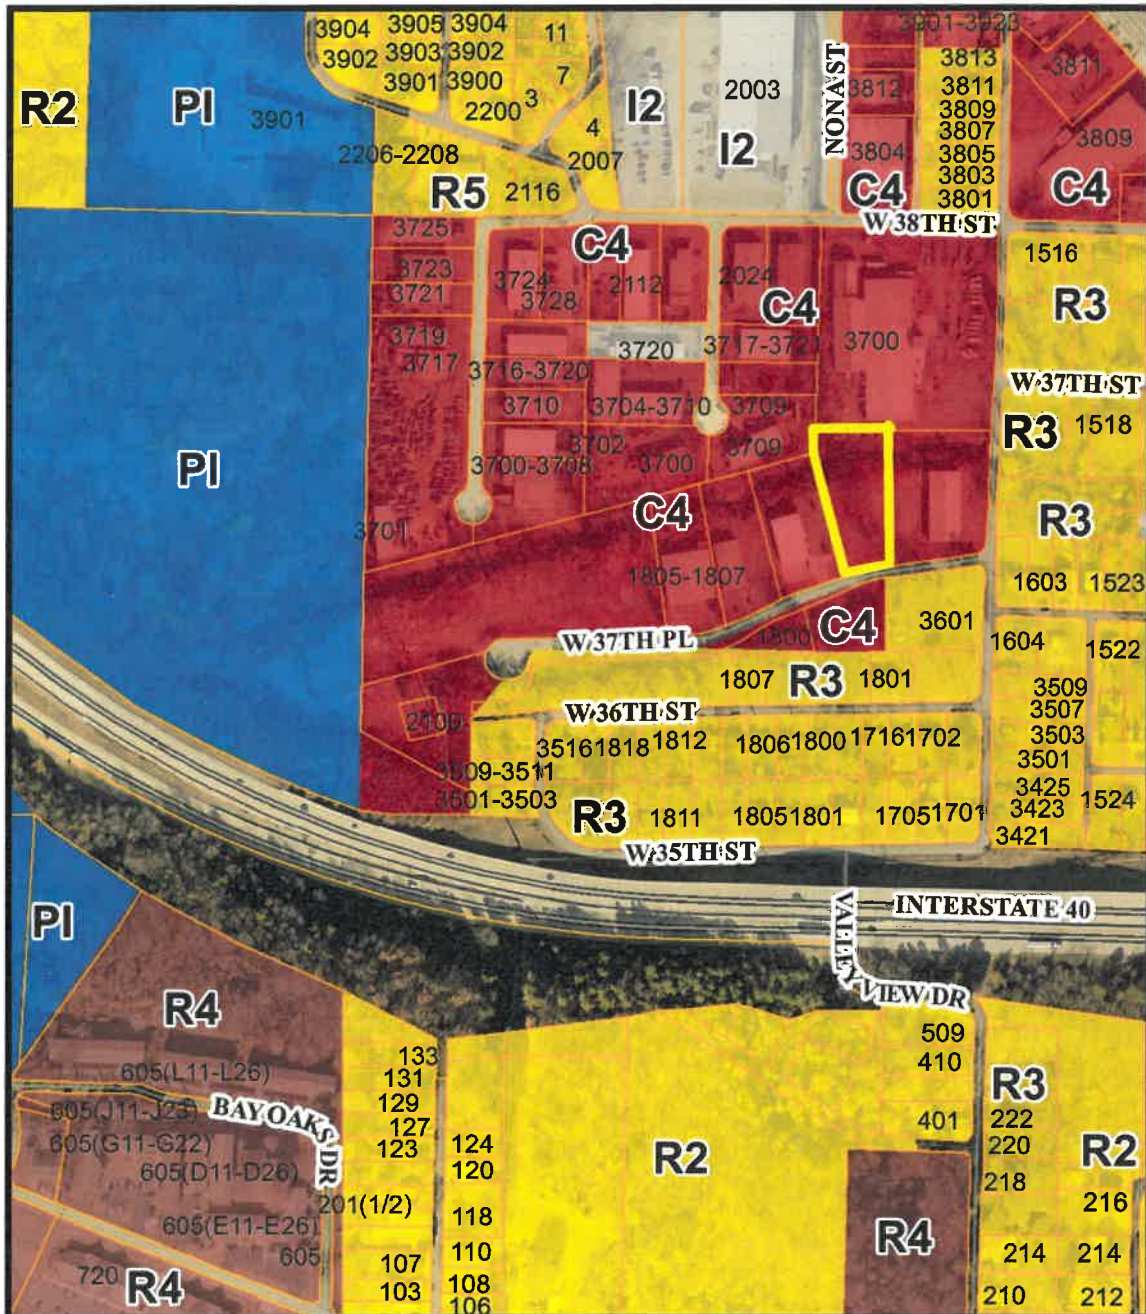 3904 3905 3904 11 3901-3923
3902 3903 3902 3813
R2 PI 3901 3901 3900 7 I2 2003 NONA ST 3812 3811 3811
2200 3 3809
4 I2 3807 3809
2206-2208 2007 3804 3805
R5 2116 C4 3803 C4
3801
W 38TH ST
3725 C4 1516
3723 3724 2112 2024 C4 R3
3721 3728
3719 3720 3717-3721 3700
3717 3716-3720 W 37TH ST
3710 3704-3710 3709 R3 1518
3702 3709
PI 3700-3708 3700
C4 R3
3701
1805-1807 1603 1523
1800 C4 3601 1604
W 37TH PL 1522
1807 R3 1801 3509
W 36TH ST 3507
2100 3516 1818 1812 1806 1800 1716 1702 3503
3509-3511 3501
3501-3503 3425 1524
R3 1811 1805 1801 1705 1701 3423
W 35TH ST 3421
PI VALLEY VIEW DR INTERSTATE 40
R4
133 509
605(L11-L26) 131 410
605(J11-J23) BAY OAKS DR 129 R3
127 401 222
605(G11-G22) 123 124 220
605(D11-D26) 120 R2 218 R2
201(1/2) 118 216
605(E11-E26) R4
605 107 110 214 214
720 R4 103 108 210 212
106